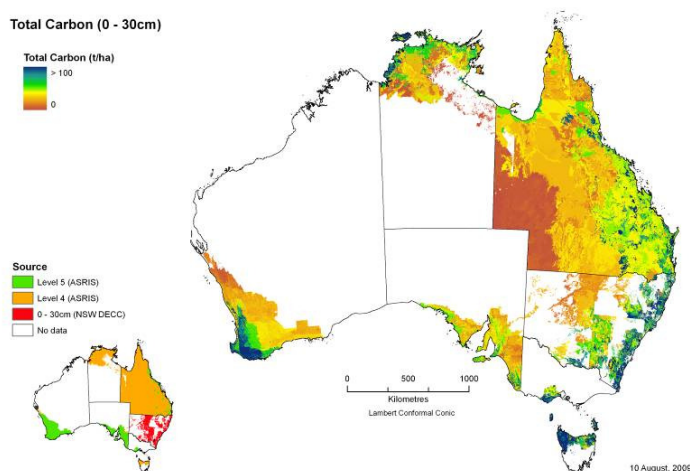 Total Carbon (0 - 30cm)
Total Carbon (t/ha)
> 100
0
Source
Level 5 (ASRIS)
Level 4 (ASRIS)
0 - 30cm (NSW DECC)
No data
0 500 1000
Kilometres
Lambert Conformal Conic
10 August, 2009